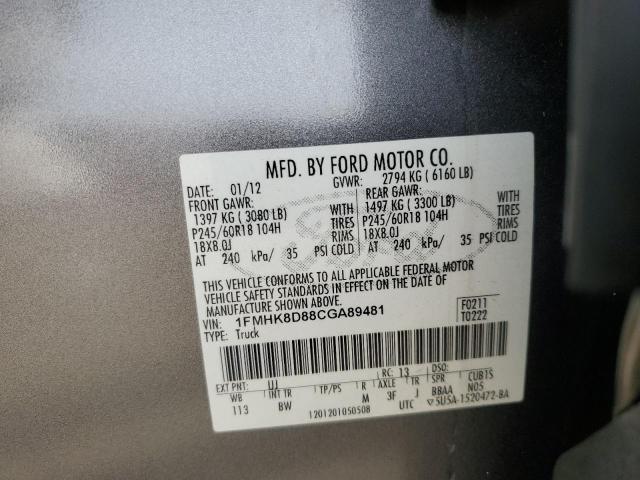 MFD. BY FORD MOTOR CO.
DATE: 01/12 GVWR: 2794 KG ( 6160 LB)
FRONT GAWR: REAR GAWR:
1397 KG ( 3080 LB) WITH 1497 KG ( 3300 LB) WITH
P245/60R18 104H TIRES P245/60R18 104H TIRES
18X8.0J RIMS 18X8.0J RIMS
AT 240 kPa/ 35 PSI COLD AT 240 kPa/ 35 PSI COLD
THIS VEHICLE CONFORMS TO ALL APPLICABLE FEDERAL MOTOR
VEHICLE SAFETY STANDARDS IN EFFECT ON THE DATE OF
MANUFACTURE SHOWN ABOVE.
VIN: 1FMHK8D88CGA89481 F0211
TYPE: Truck T0222
EXT PNT: UJ RC: 13 DSO:
WB INT TR TP/PS R AXLE TR SPR CUBIS
113 BW M 3F J BBAA N05
1201201050508 UTC ▽5U5A-1520472-BA